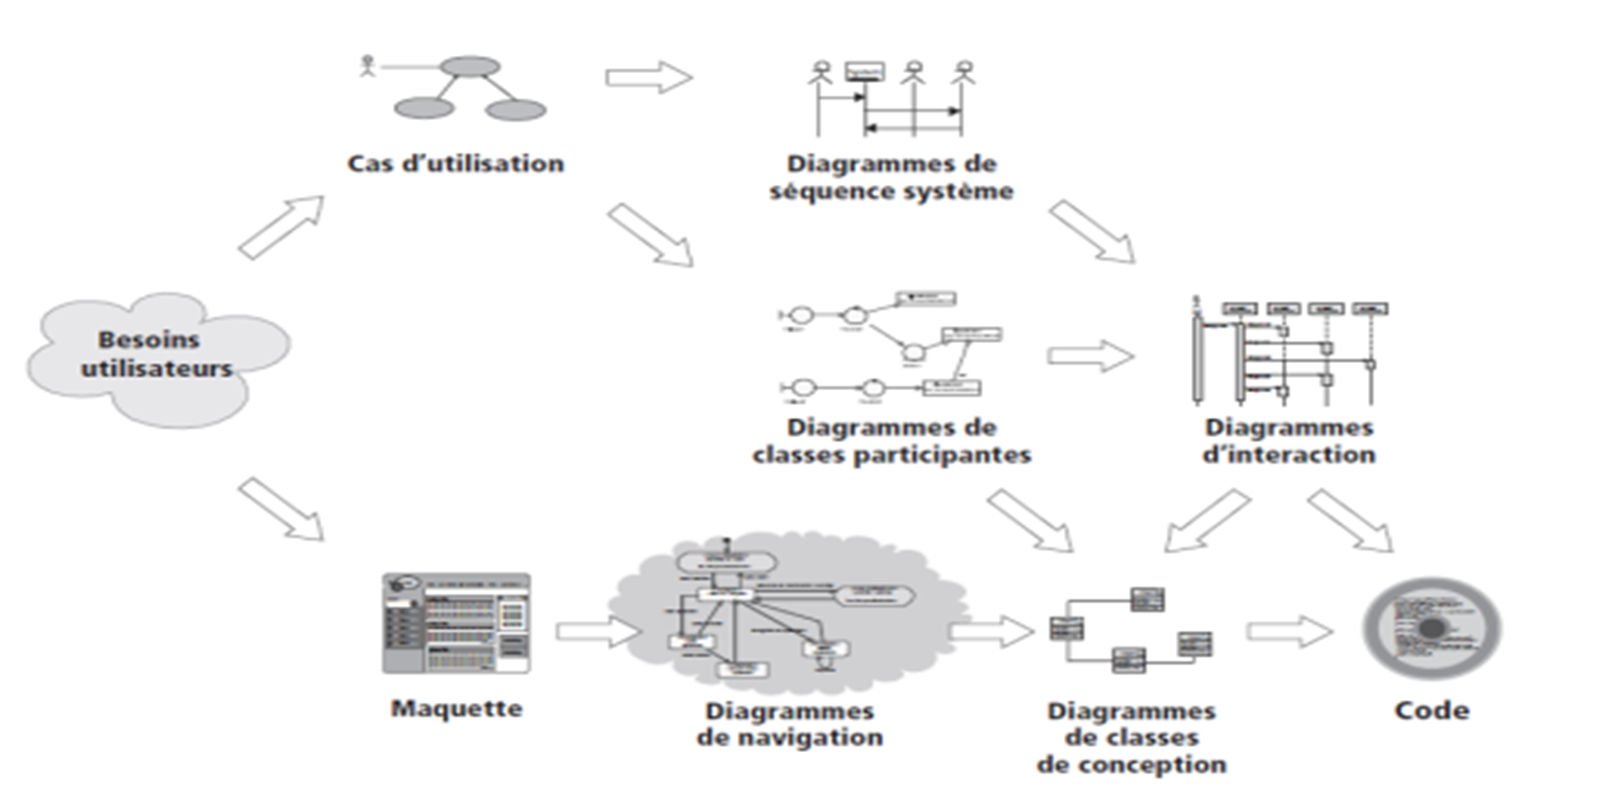 Cas d'utilisation
Diagrammes de
séquence système
Besoins
utilisateurs
Diagrammes de
classes participantes
Diagrammes
d'interaction
Maquette
Diagrammes
de navigation
Diagrammes
de classes
de conception
Code